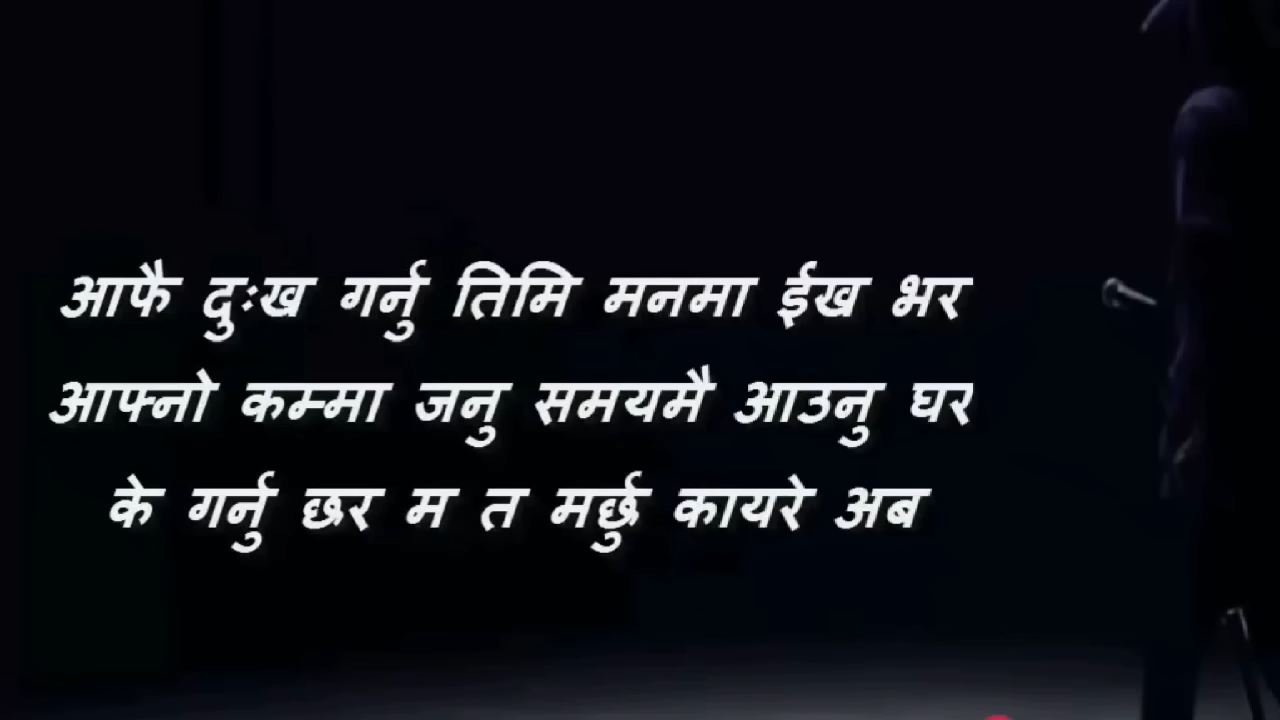 आफै दुःख गर्नु तिमि मनमा ईख भर
आफ्नो कम्मा जनु समयमै आउनु घर
के गर्नु छर म त मर्छु कायरे अब